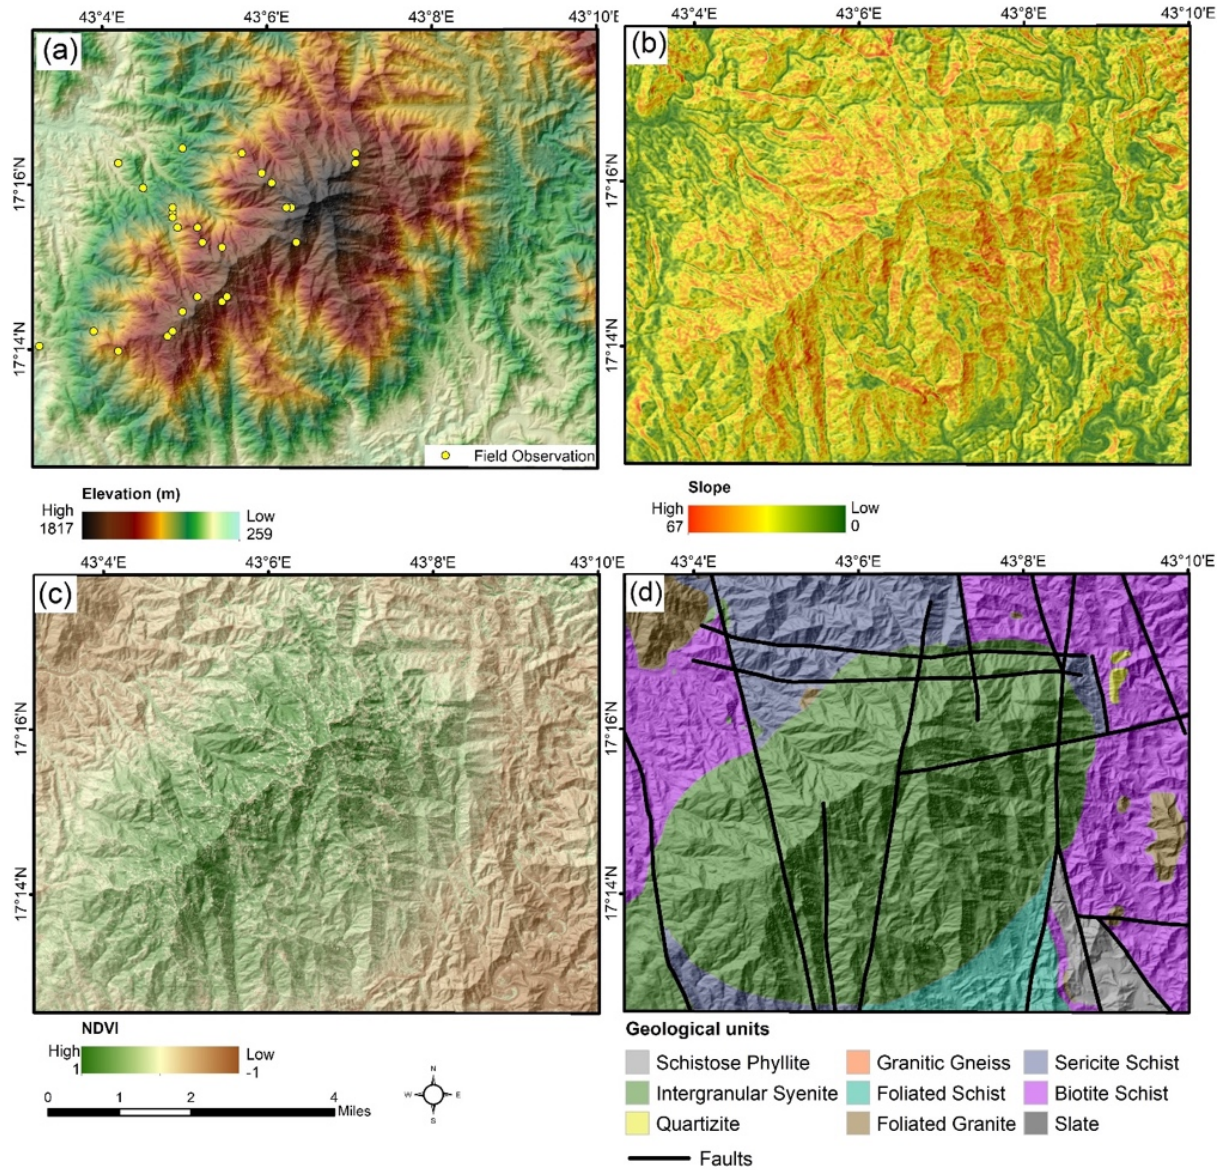 43°4'E 43°6'E 43°8'E 43°10'E
43°4'E 43°6'E 43°8'E 43°10'E
(a)
(b)
17°16'N
17°16'N
17°14'N
17°14'N
Field Observation
Elevation (m)
High
1817
Low
259
Slope
High
67
Low
0
43°4'E 43°6'E 43°8'E 43°10'E
43°4'E 43°6'E 43°8'E 43°10'E
(c)
(d)
17°16'N
17°16'N
17°14'N
17°14'N
NDVI
High
1
Low
-1
0 1 2 4
Miles
N
W E
S
Geological units
Schistose Phyllite Granitic Gneiss Sericite Schist
Intergranular Syenite Foliated Schist Biotite Schist
Quartizite Foliated Granite Slate
Faults